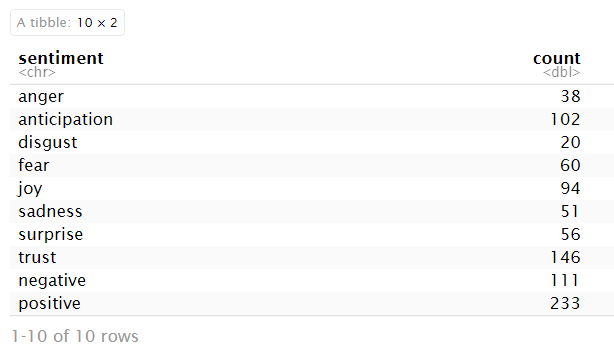 A tibble: 10 × 2
sentiment count
<chr> <dbl>
anger 38
anticipation 102
disgust 20
fear 60
joy 94
sadness 51
surprise 56
trust 146
negative 111
positive 233
1-10 of 10 rows